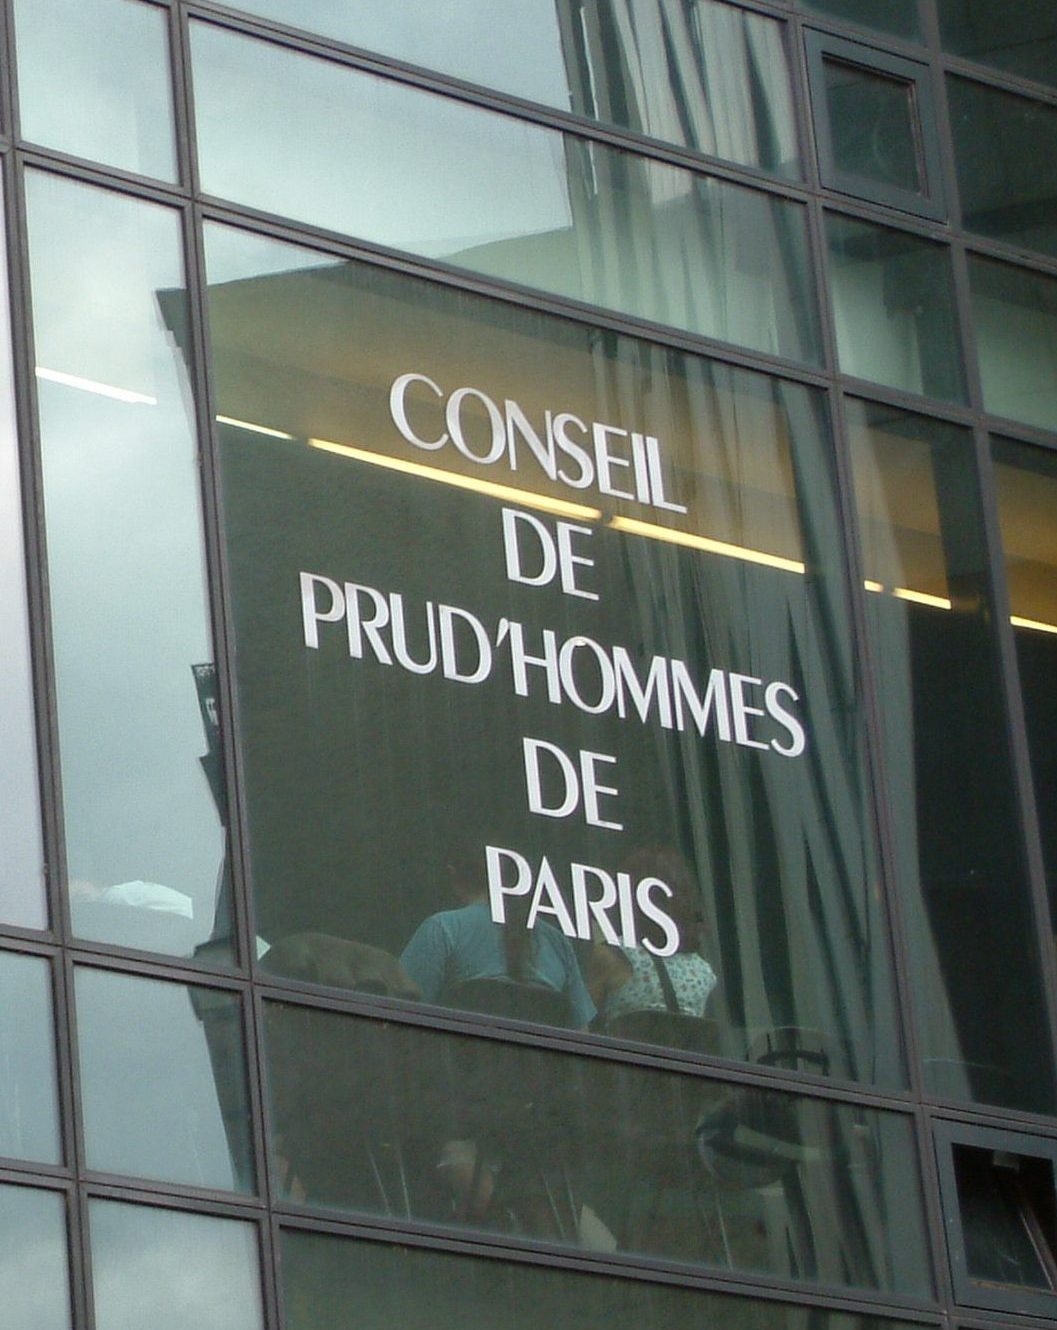 CONSEIL
DE
PRUD'HOMMES
DE
PARIS